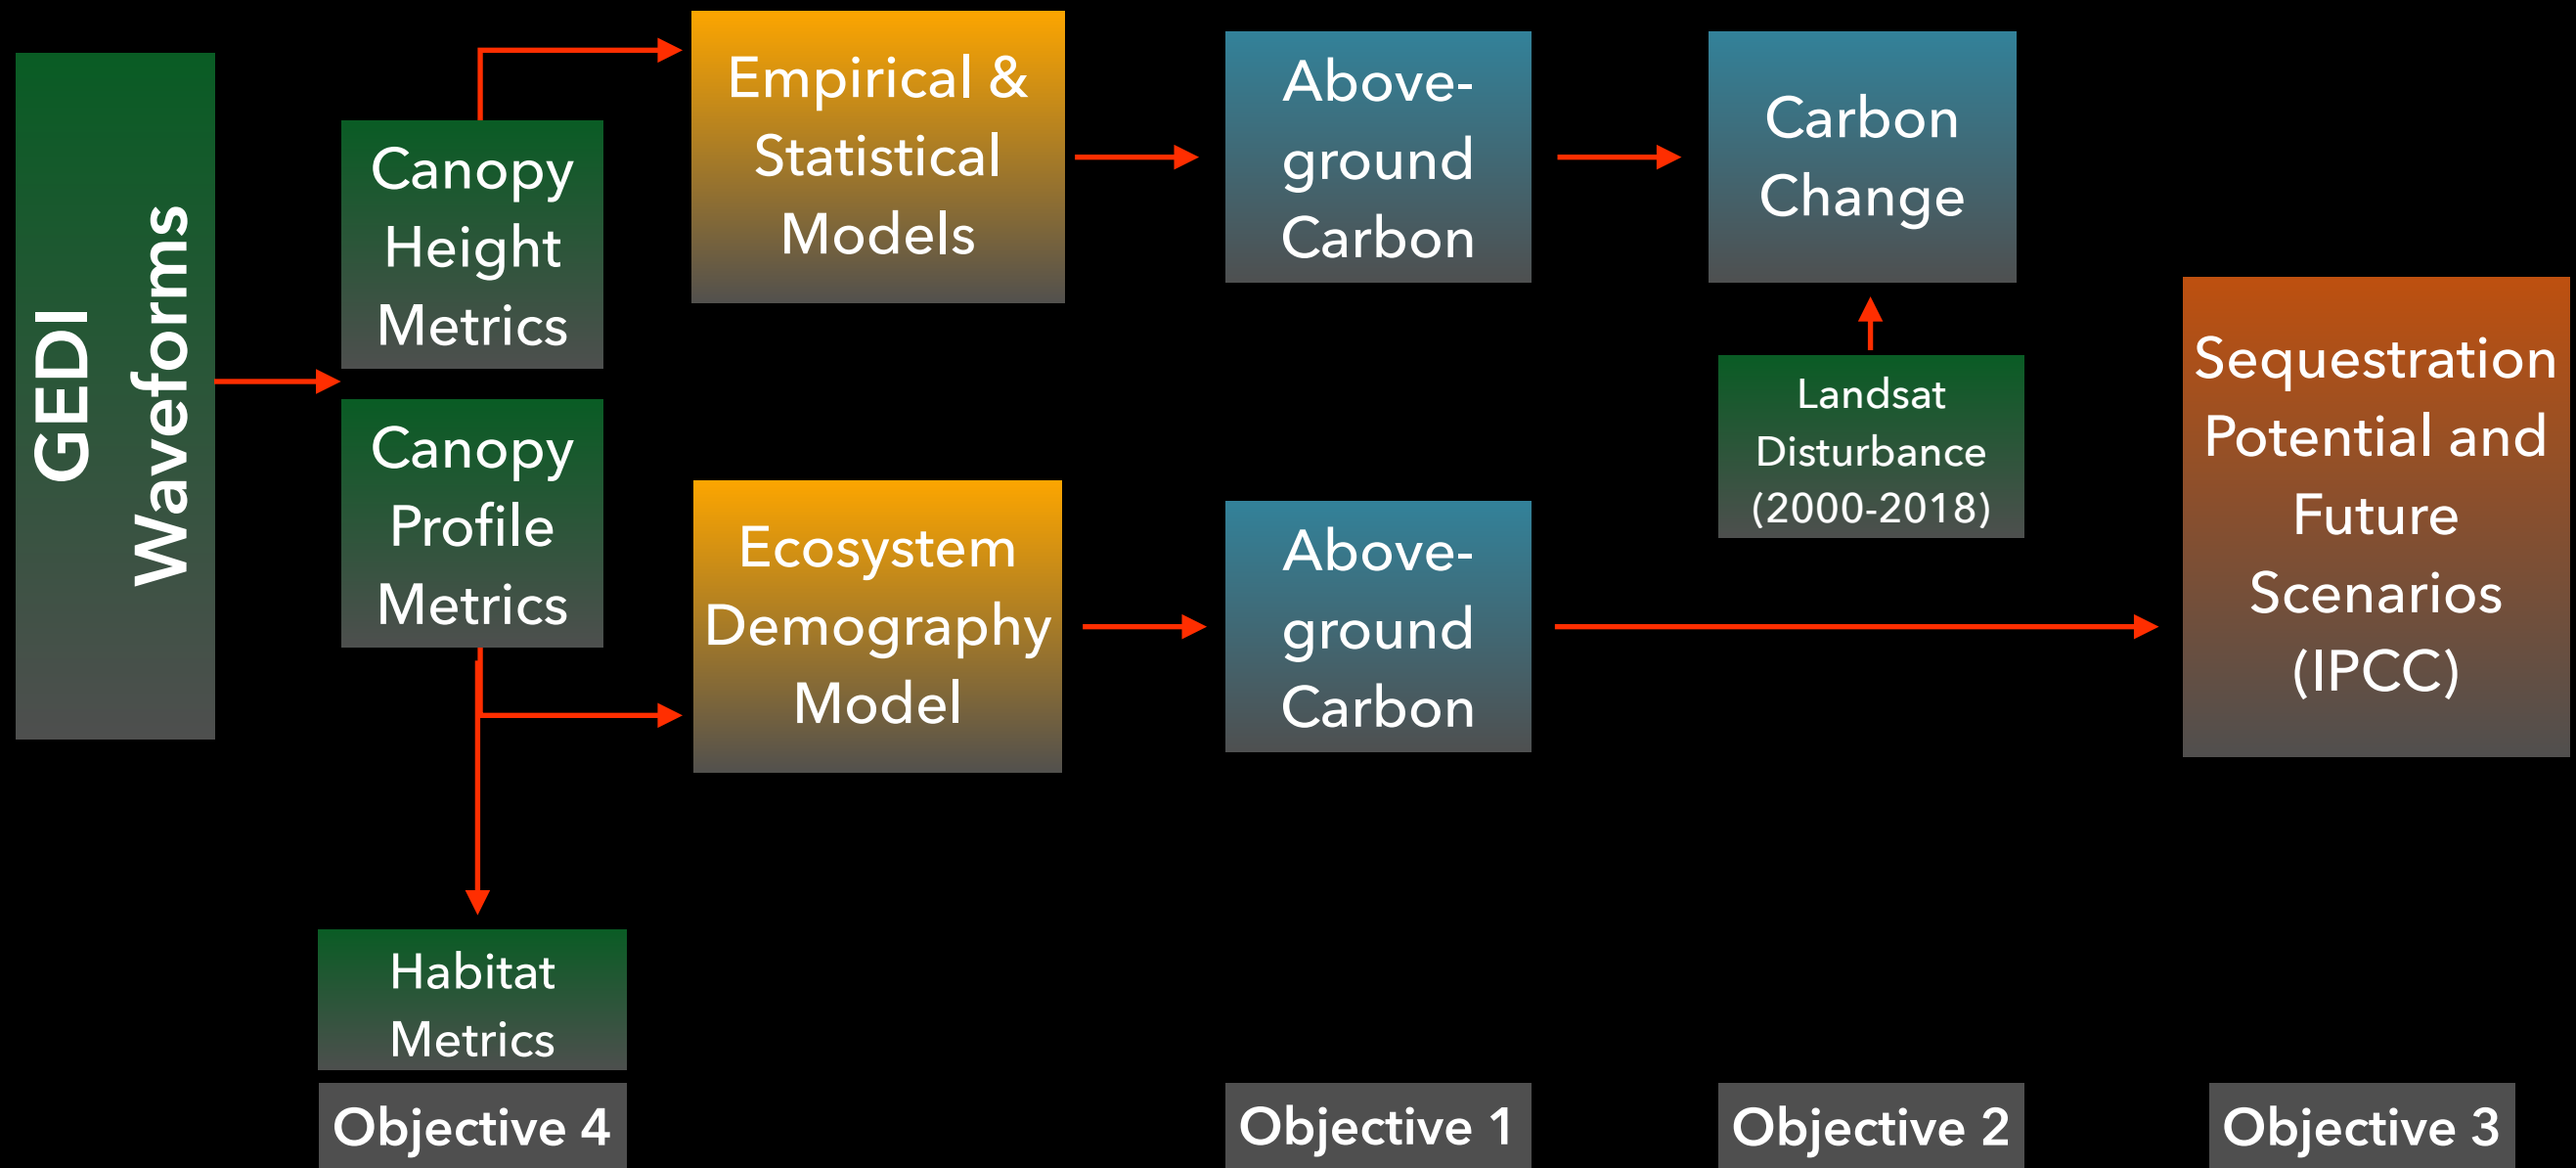 GEDI
Waveforms
Canopy
Height
Metrics
Canopy
Profile
Metrics
Empirical &
Statistical
Models
Ecosystem
Demography
Model
Above-
ground
Carbon
Above-
ground
Carbon
Carbon
Change
Landsat
Disturbance
(2000-2018)
Sequestration
Potential and
Future
Scenarios
(IPCC)
Habitat
Metrics
Objective 4
Objective 1
Objective 2
Objective 3